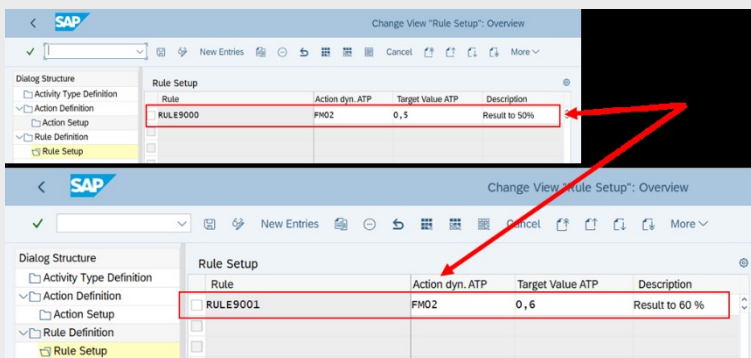 SAP
Change View "Rule Setup": Overview
New Entries Cancel More
Dialog Structure
Activity Type Definition
Action Definition
Action Setup
Rule Definition
Rule Setup
Rule Setup
Rule Action dyn. ATP Target Value ATP Description
RULE9000 FM02 0,5 Result to 50%
SAP
Change View "Rule Setup": Overview
New Entries Cancel More
Dialog Structure
Activity Type Definition
Action Definition
Action Setup
Rule Definition
Rule Setup
Rule Setup
Rule Action dyn. ATP Target Value ATP Description
RULE9001 FM02 0,6 Result to 60 %